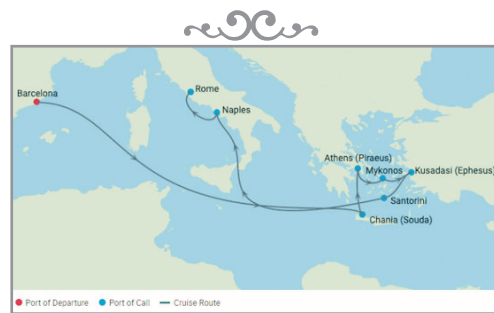 Barcelona
Rome
Naples
Athens (Piraeus)
Mykonos
Kusadasi (Ephesus)
Santorini
Chania (Souda)
Port of Departure
Port of Call
Cruise Route